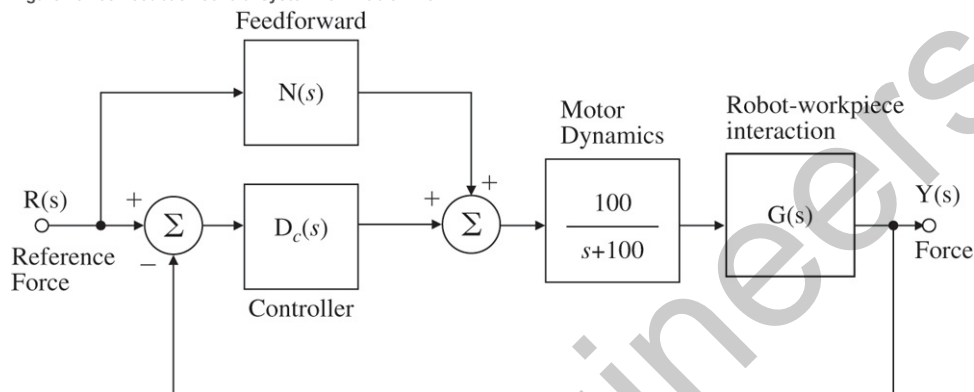 Feedforward
N(s)
Motor
Dynamics
Robot-workpiece
interaction
R(s)
+
Σ
−
Reference
Force
D_c(s)
Controller
+
+
Σ
100
s+100
G(s)
Y(s)
Force